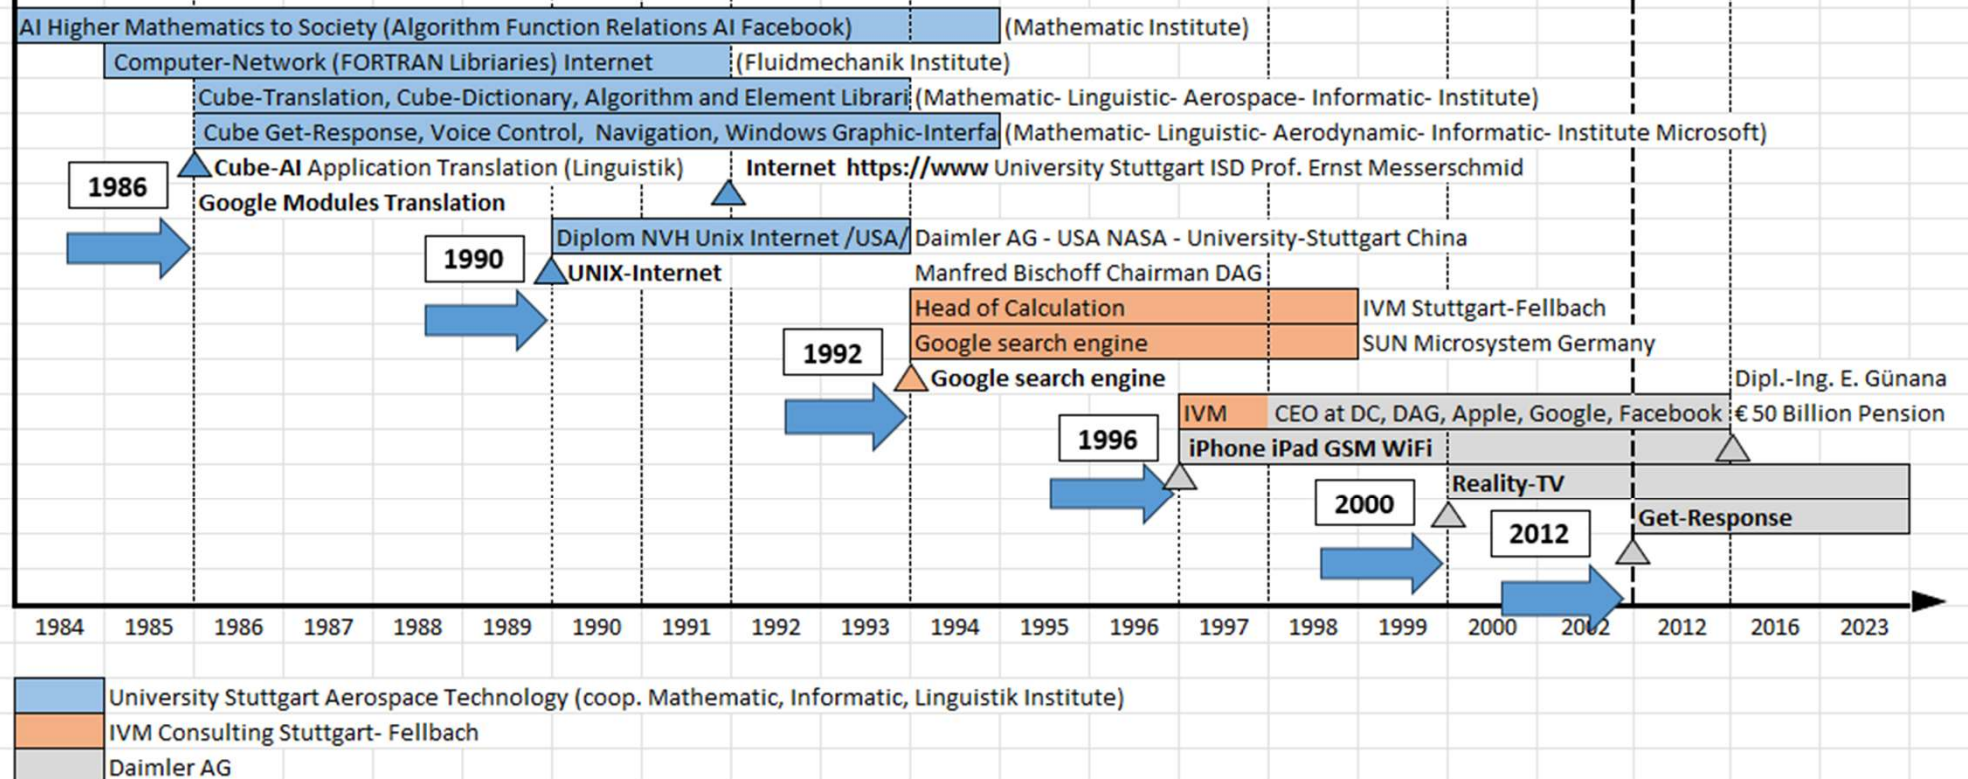 AI Higher Mathematics to Society (Algorithm Function Relations AI Facebook) (Mathematic Institute)
Computer-Network (FORTRAN Libriaries) Internet (Fluidmechanik Institute)
Cube-Translation, Cube-Dictionary, Algorithm and Element Librari (Mathematic- Linguistic- Aerospace- Informatic- Institute)
Cube Get-Response, Voice Control, Navigation, Windows Graphic-Interfa (Mathematic- Linguistic- Aerodynamic- Informatic- Institute Microsoft)
Cube-AI Application Translation (Linguistik) Internet https://www University Stuttgart ISD Prof. Ernst Messerschmid
1986
Google Modules Translation
Diplom NVH Unix Internet /USA/ Daimler AG - USA NASA - University-Stuttgart China
1990
UNIX-Internet Manfred Bischoff Chairman DAG
Head of Calculation IVM Stuttgart-Fellbach
Google search engine SUN Microsystem Germany
1992
Google search engine Dipl.-Ing. E. Günana
IVM CEO at DC, DAG, Apple, Google, Facebook € 50 Billion Pension
1996
iPhone iPad GSM WiFi
Reality-TV
2000
Get-Response
2012
1984 1985 1986 1987 1988 1989 1990 1991 1992 1993 1994 1995 1996 1997 1998 1999 2000 2002 2012 2016 2023
University Stuttgart Aerospace Technology (coop. Mathematic, Informatic, Linguistik Institute)
IVM Consulting Stuttgart- Fellbach
Daimler AG